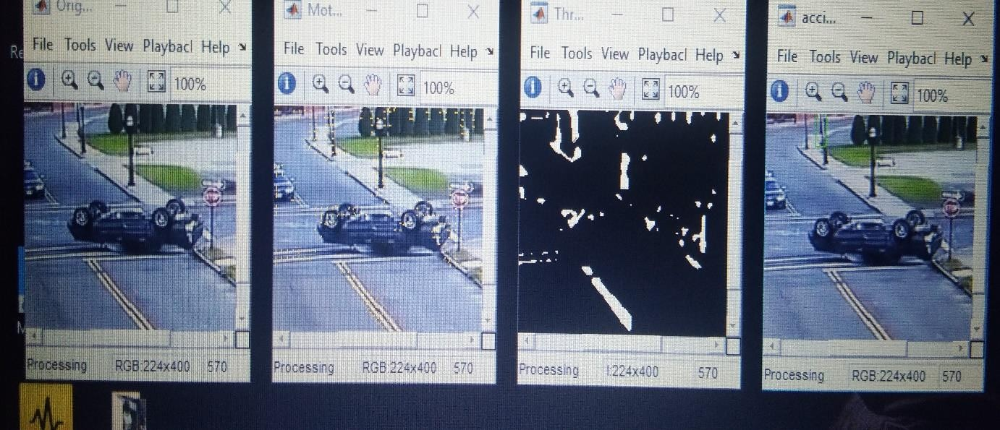 Orig...
File Tools View Playbacl Help
100%
Processing RGB:224x400 570
Mot...
File Tools View Playbacl Help
100%
Processing RGB:224x400 570
Thr...
File Tools View Playbacl Help
100%
Processing I:224x400 570
acci...
File Tools View Playbacl Help
100%
Processing RGB:224x400 570
Re
M